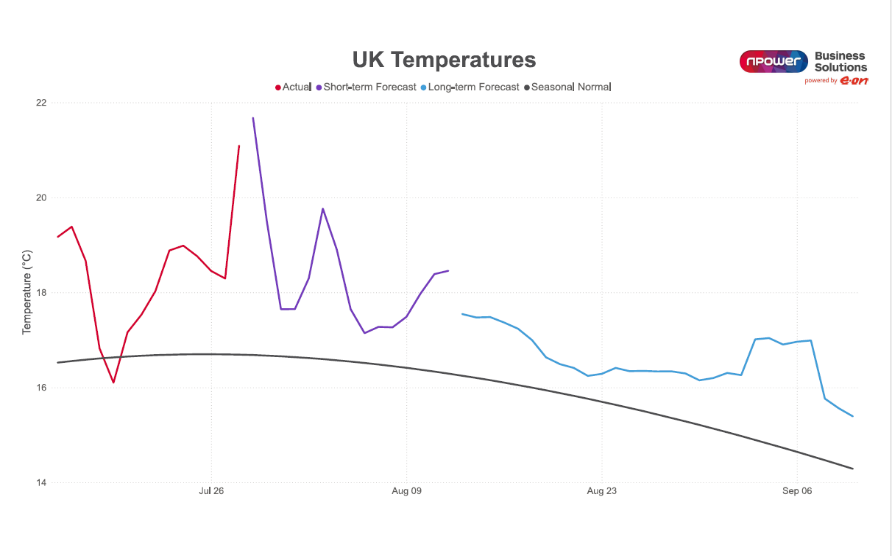 UK Temperatures
npower
Business
Solutions
powered by e·on
Actual Short-term Forecast Long-term Forecast Seasonal Normal
22
20
18
16
14
Temperature (°C)
Jul 26 Aug 09 Aug 23 Sep 06